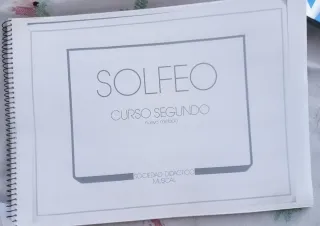 SOLFEO
CURSO SEGUNDO
SOCIEDAD DIDACTICO
MUSICAL